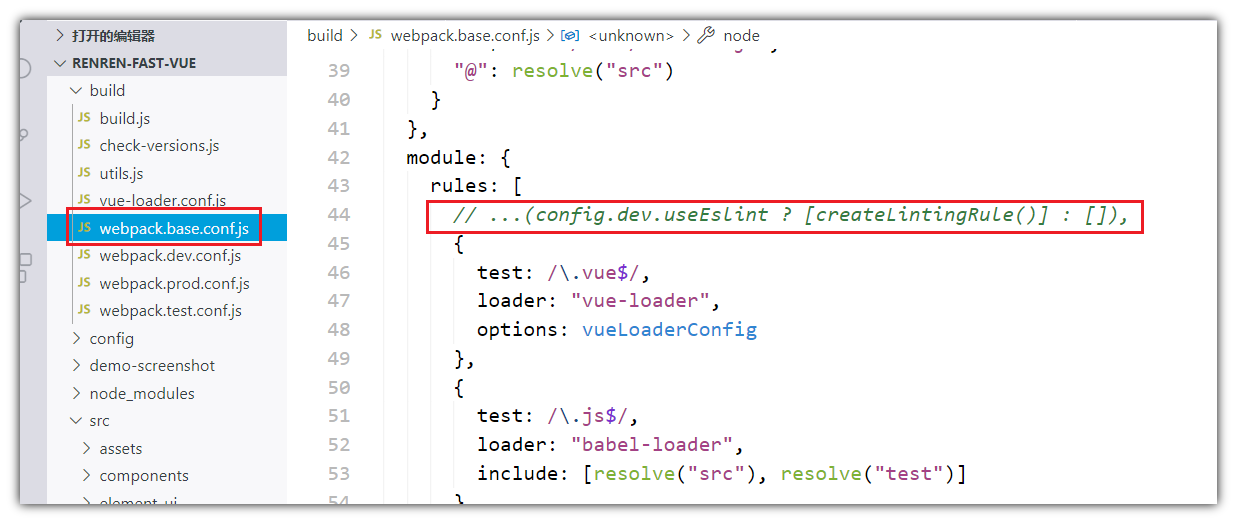 打开的编辑器
RENREN-FAST-VUE
build
JS build.js
JS check-versions.js
JS utils.js
JS vue-loader.conf.js
JS webpack.base.conf.js
JS webpack.dev.conf.js
JS webpack.prod.conf.js
JS webpack.test.conf.js
config
demo-screenshot
node_modules
src
assets
components
element-ui
build > JS webpack.base.conf.js > <unknown> > node
39 "@": resolve("src")
40 }
41 },
42 module: {
43 rules: [
44 // ...(config.dev.useEslint ? [createLintingRule()] : []),
45 {
46 test: /\.vue$/,
47 loader: "vue-loader",
48 options: vueLoaderConfig
49 },
50 {
51 test: /\.js$/,
52 loader: "babel-loader",
53 include: [resolve("src"), resolve("test")]
54 }